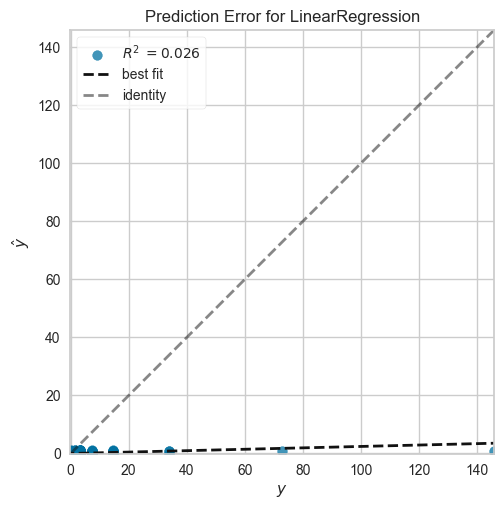 Prediction Error for LinearRegression
R² = 0.026
best fit
identity
140
120
100
80
60
40
20
0
ŷ
0 20 40 60 80 100 120 140
y